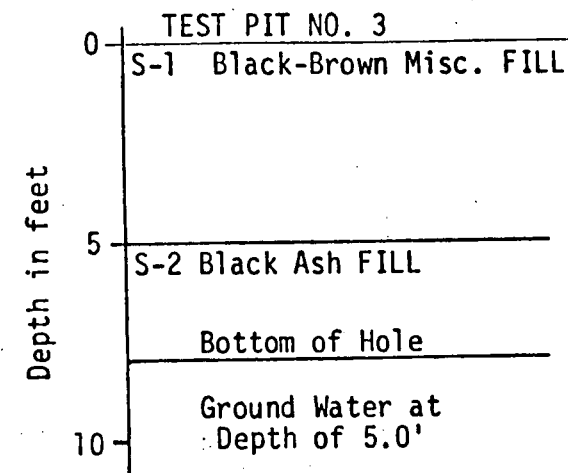 TEST PIT NO. 3
0
S-1 Black-Brown Misc. FILL
Depth in feet
5
S-2 Black Ash FILL
Bottom of Hole
Ground Water at
10 Depth of 5.0'